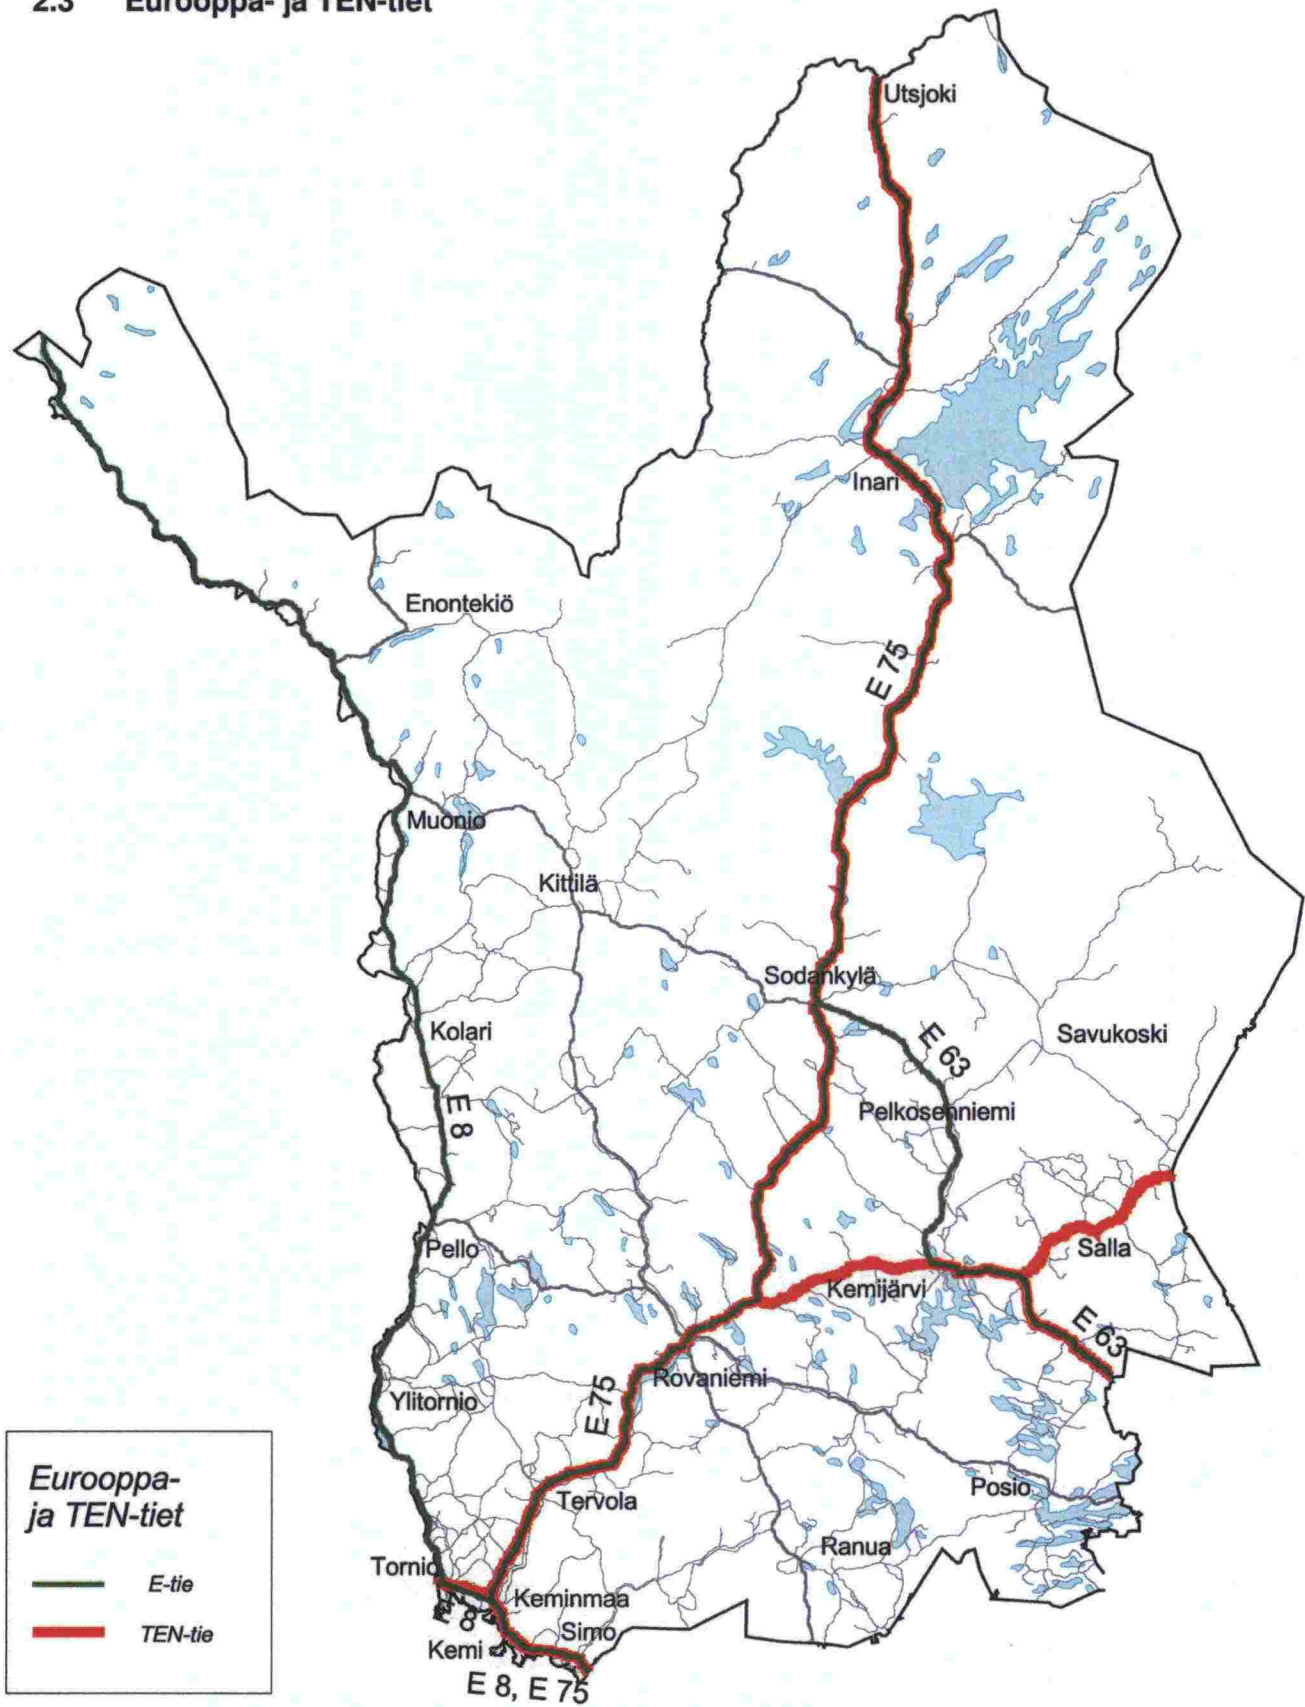 2.3 Eurooppa- ja TEN-tiet
Utsjoki
Inari
Enontekiö
E 75
Muonio
Kittilä
Sodankylä
Kolari
E 63
Savukoski
E 8
Pelkosenniemi
Pello
Salla
Kemijärvi
E 63
Rovaniemi
E 75
Ylitornio
Eurooppa-
ja TEN-tiet
Posio
Tervola
Ranua
Tornio
E-tie
Keminmaa
E 8
TEN-tie
Simo
Kemi
E 8, E 75